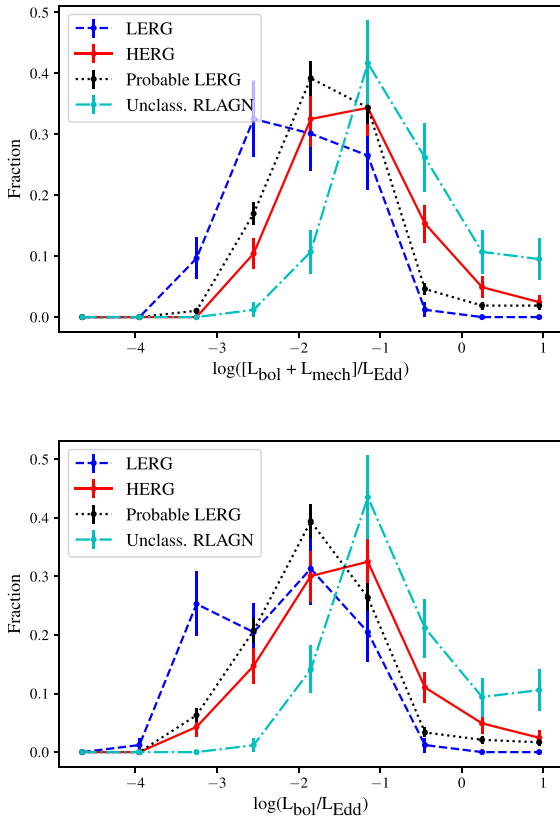 LERG
HERG
Probable LERG
Unclass. RLAGN
0.5
0.4
0.3
0.2
0.1
0.0
Fraction
−4 −3 −2 −1 0 1
log([L_bol + L_mech]/L_Edd)
LERG
HERG
Probable LERG
Unclass. RLAGN
0.5
0.4
0.3
0.2
0.1
0.0
Fraction
−4 −3 −2 −1 0 1
log(L_bol/L_Edd)